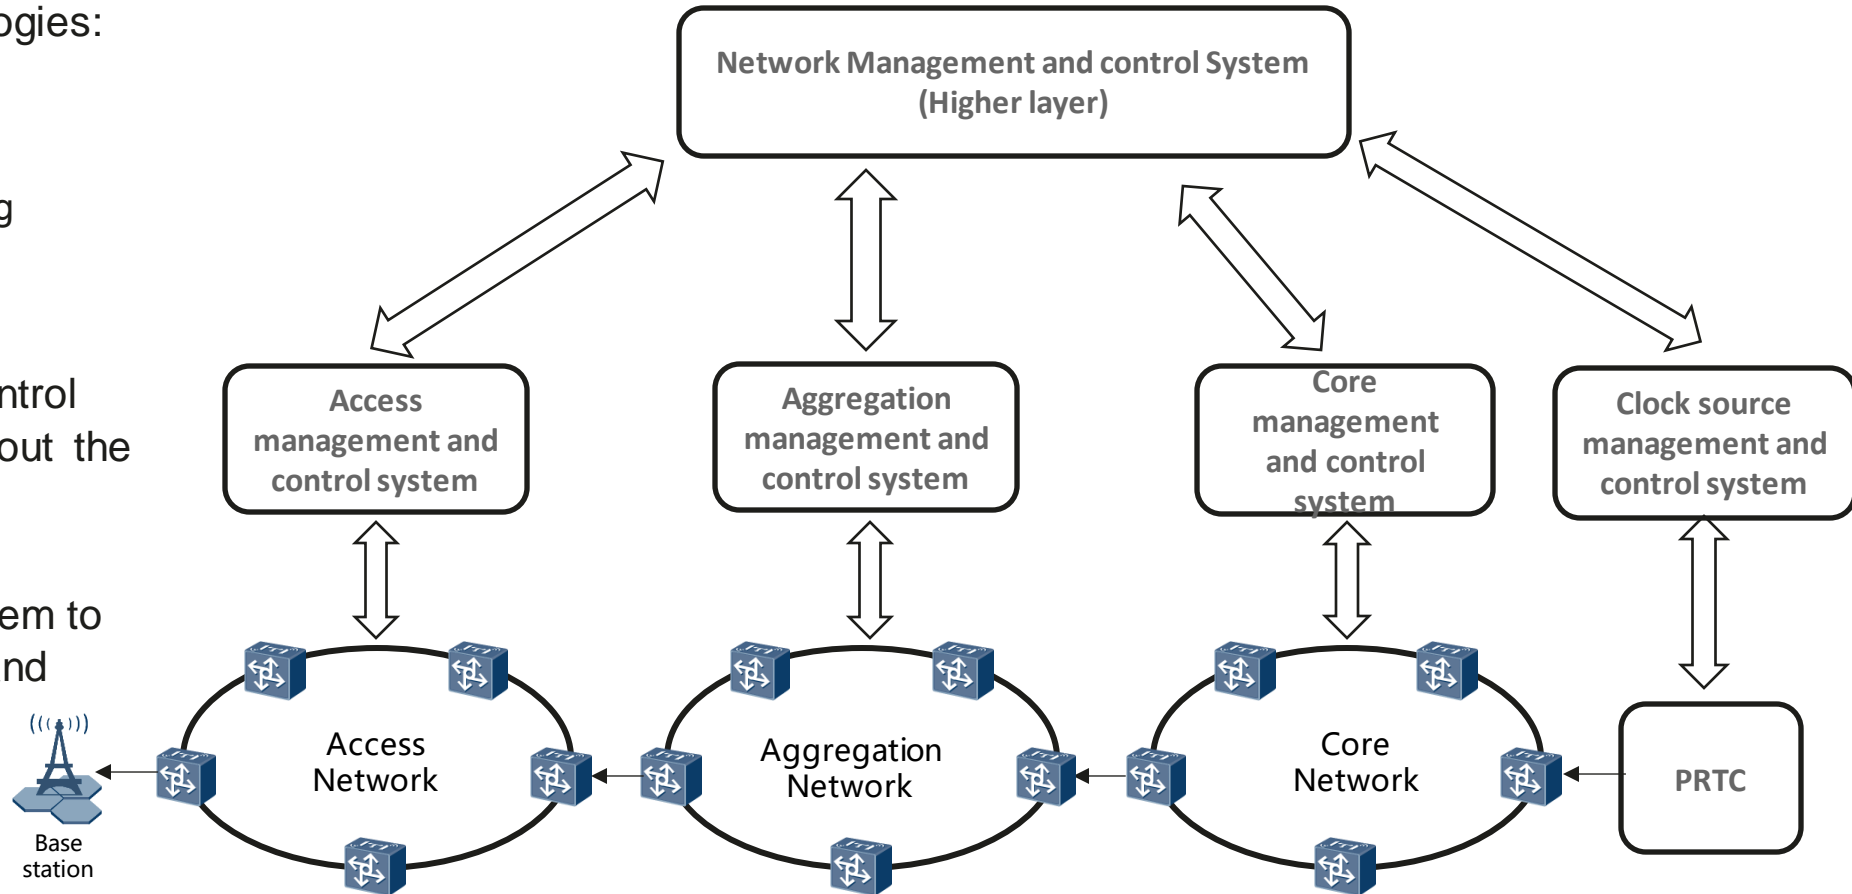 ogies:
g
ntrol
out the
em to
nd
Network Management and control System
(Higher layer)
Access
management and
control system
Aggregation
management and
control system
Core
management
and control
system
Clock source
management and
control system
Access
Network
Aggregation
Network
Core
Network
PRTC
Base
station